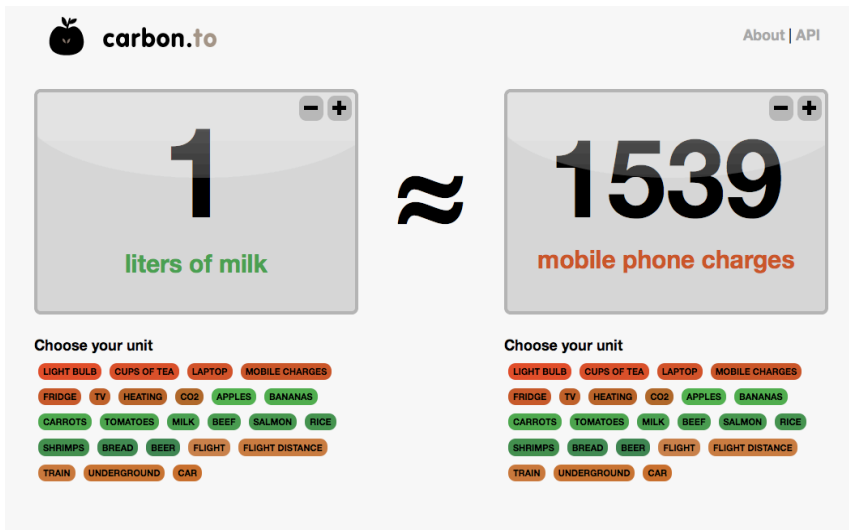 carbon.to
About | API
− +
1
liters of milk
≈
− +
1539
mobile phone charges
Choose your unit
LIGHT BULB CUPS OF TEA LAPTOP MOBILE CHARGES
FRIDGE TV HEATING CO2 APPLES BANANAS
CARROTS TOMATOES MILK BEEF SALMON RICE
SHRIMPS BREAD BEER FLIGHT FLIGHT DISTANCE
TRAIN UNDERGROUND CAR
Choose your unit
LIGHT BULB CUPS OF TEA LAPTOP MOBILE CHARGES
FRIDGE TV HEATING CO2 APPLES BANANAS
CARROTS TOMATOES MILK BEEF SALMON RICE
SHRIMPS BREAD BEER FLIGHT FLIGHT DISTANCE
TRAIN UNDERGROUND CAR